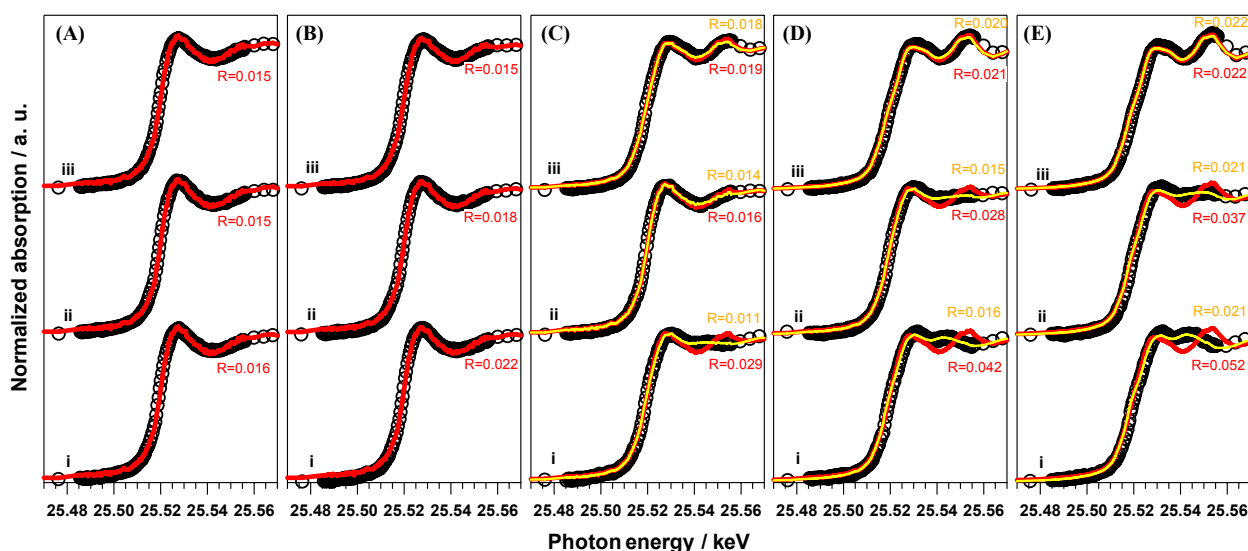 Normalized absorption / a. u.
(A)
R=0.015
iii
R=0.015
ii
R=0.016
i
25.48 25.50 25.52 25.54 25.56
(B)
R=0.015
iii
R=0.018
ii
R=0.022
i
25.48 25.50 25.52 25.54 25.56
(C)
R=0.018
R=0.019
iii
R=0.014
R=0.016
ii
R=0.011
R=0.029
i
25.48 25.50 25.52 25.54 25.56
(D)
R=0.020
R=0.021
iii
R=0.015
R=0.028
ii
R=0.016
R=0.042
i
25.48 25.50 25.52 25.54 25.56
(E)
R=0.022
R=0.022
iii
R=0.021
R=0.037
ii
R=0.021
R=0.052
i
25.48 25.50 25.52 25.54 25.56
Photon energy / keV